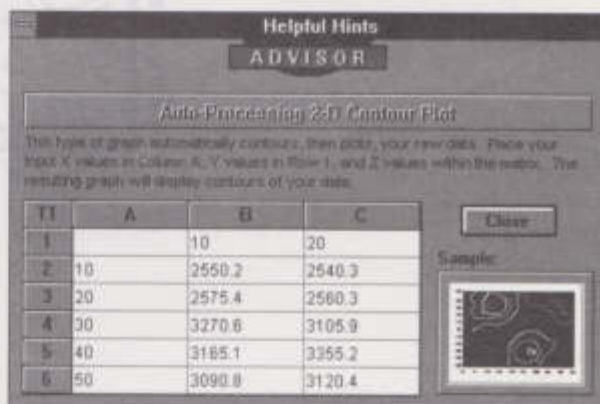 Helpful Hints
ADVISOR
Auto-Processing 2-D Contour Plot
This type of graph automatically contours, then plots, your raw data. Place your
input X values in Column A, Y values in Row 1, and Z values within the matrix. The
resulting graph will display contours of your data.
T1 A B C
1 10 20
2 10 2550.2 2540.3
3 20 2575.4 2560.3
4 30 3270.6 3105.9
5 40 3165.1 3355.2
6 50 3090.8 3120.4
Close
Sample: